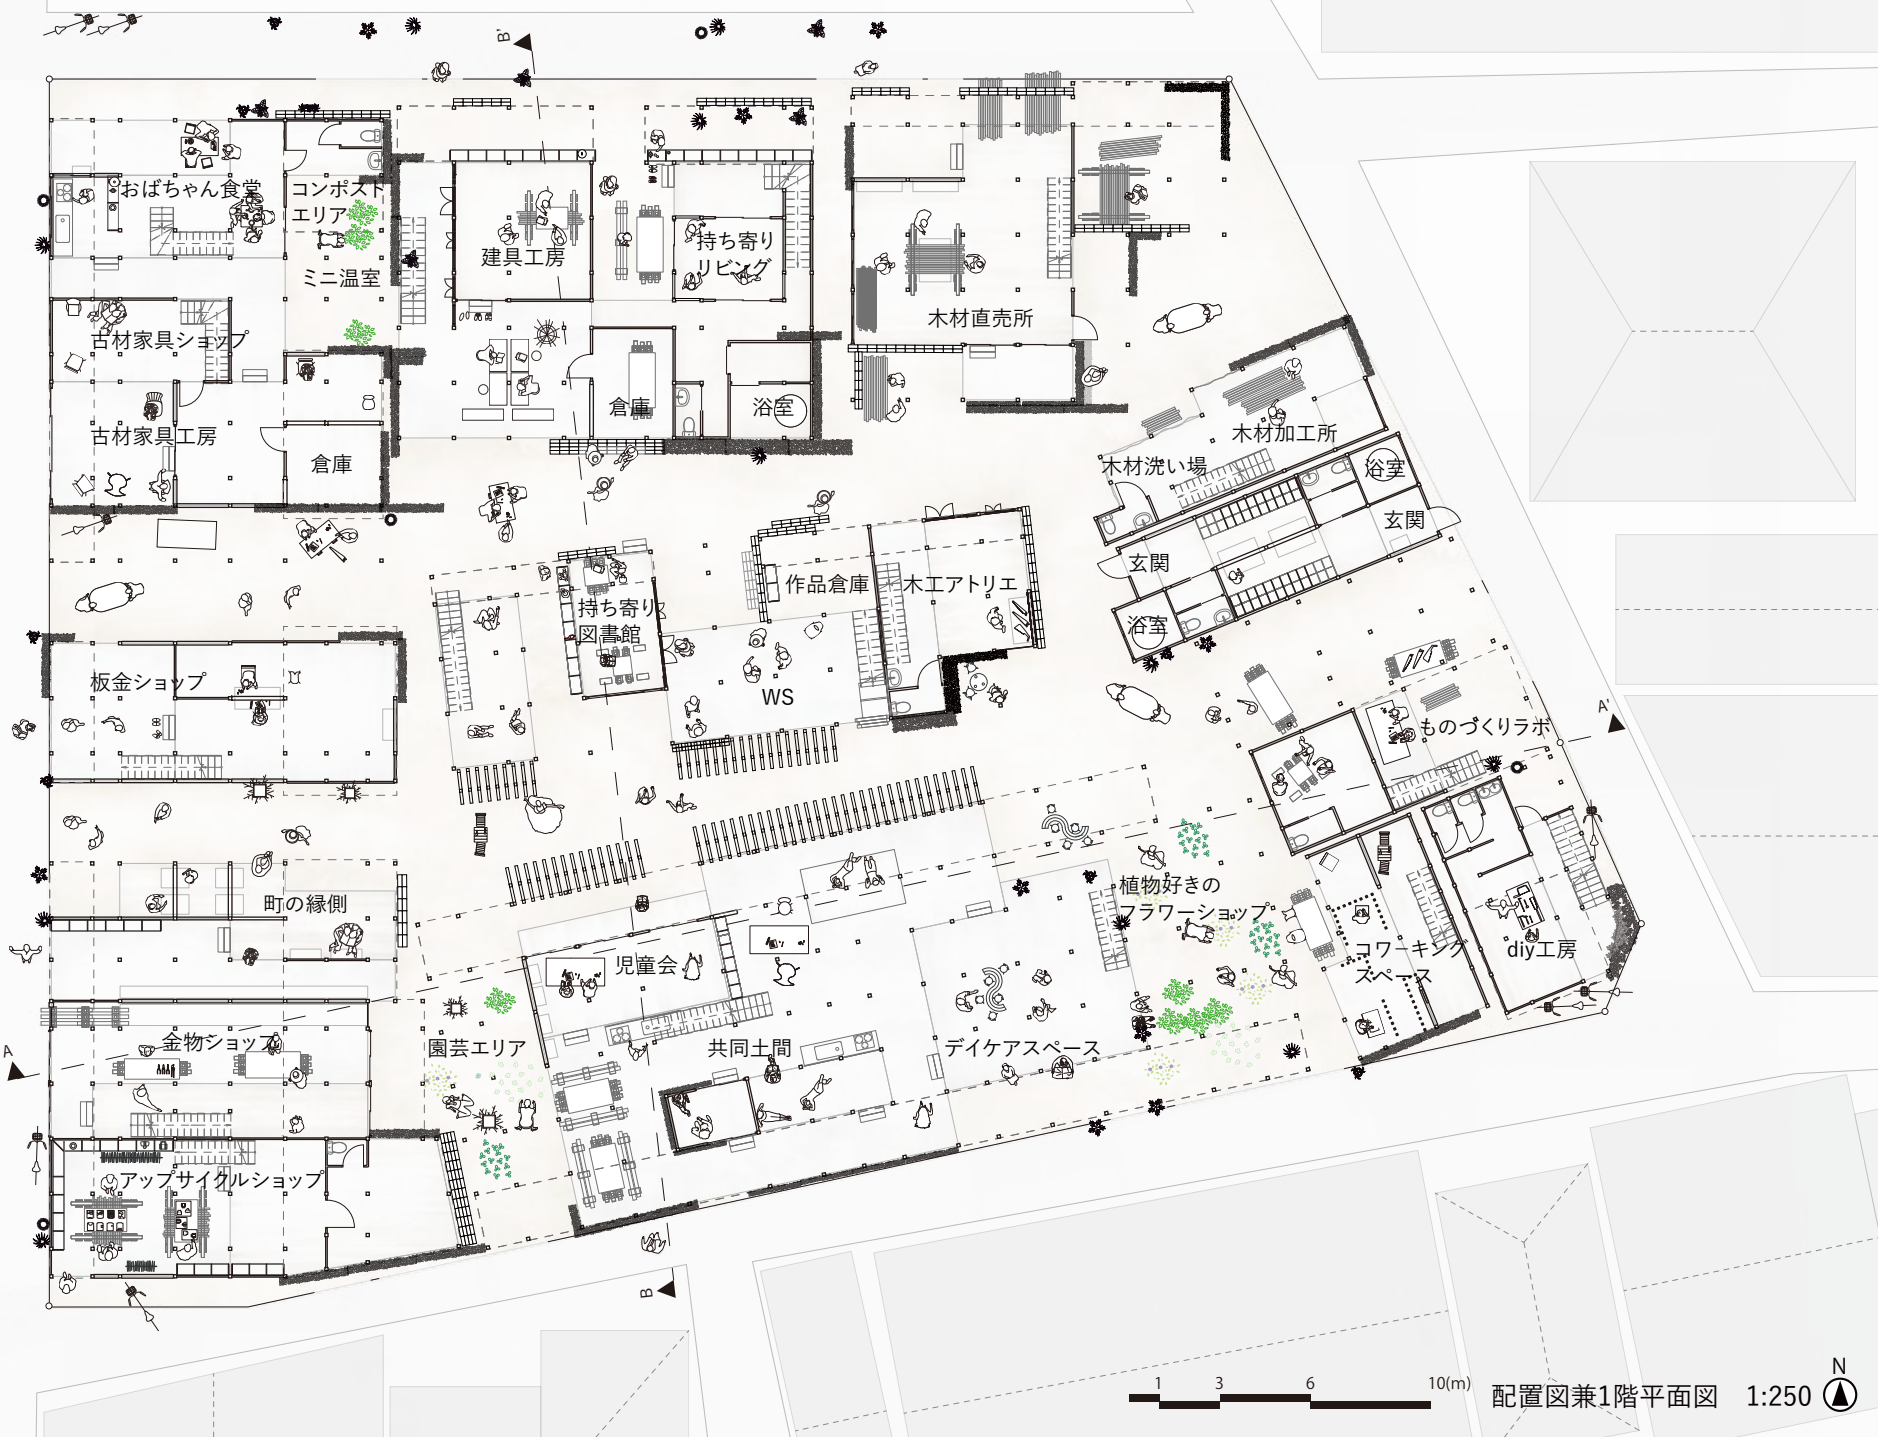 B'
おばちゃん食堂
コンポスト
エリア
ミニ温室
建具工房
持ち寄り
リビング
木材直売所
古材家具ショップ
古材家具工房
倉庫
倉庫
浴室
木材加工所
木材洗い場
浴室
玄関
玄関
浴室
持ち寄り
図書館
作品倉庫
木工アトリエ
WS
板金ショップ
ものづくりラボ
A'
町の縁側
植物好きの
フラワーショップ
コワーキング
スペース
diy工房
児童会
金物ショップ
A
園芸エリア
共同土間
デイケアスペース
アップサイクルショップ
B
1 3 6 10(m)
配置図兼1階平面図 1:250
N